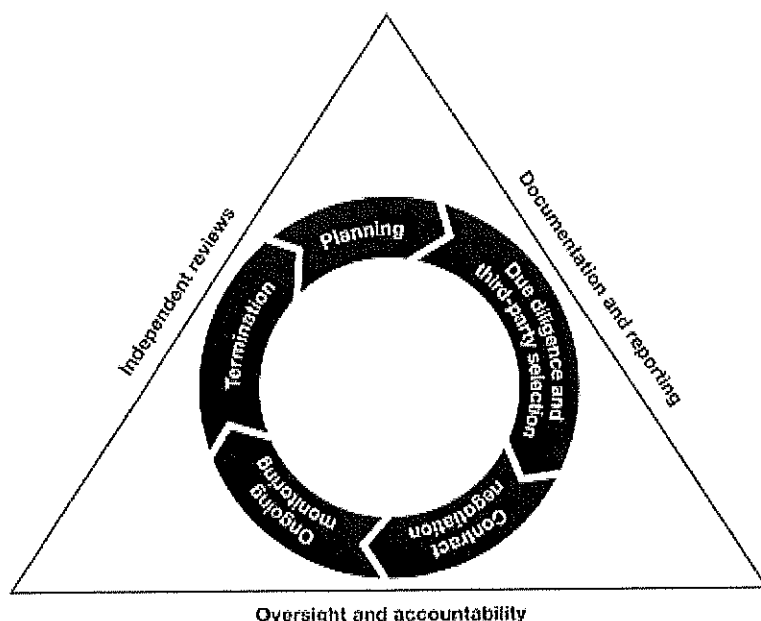 Independent reviews
Documentation and reporting
Planning
Due diligence and
third-party selection
Contract
negotiation
Ongoing
monitoring
Termination
Oversight and accountability